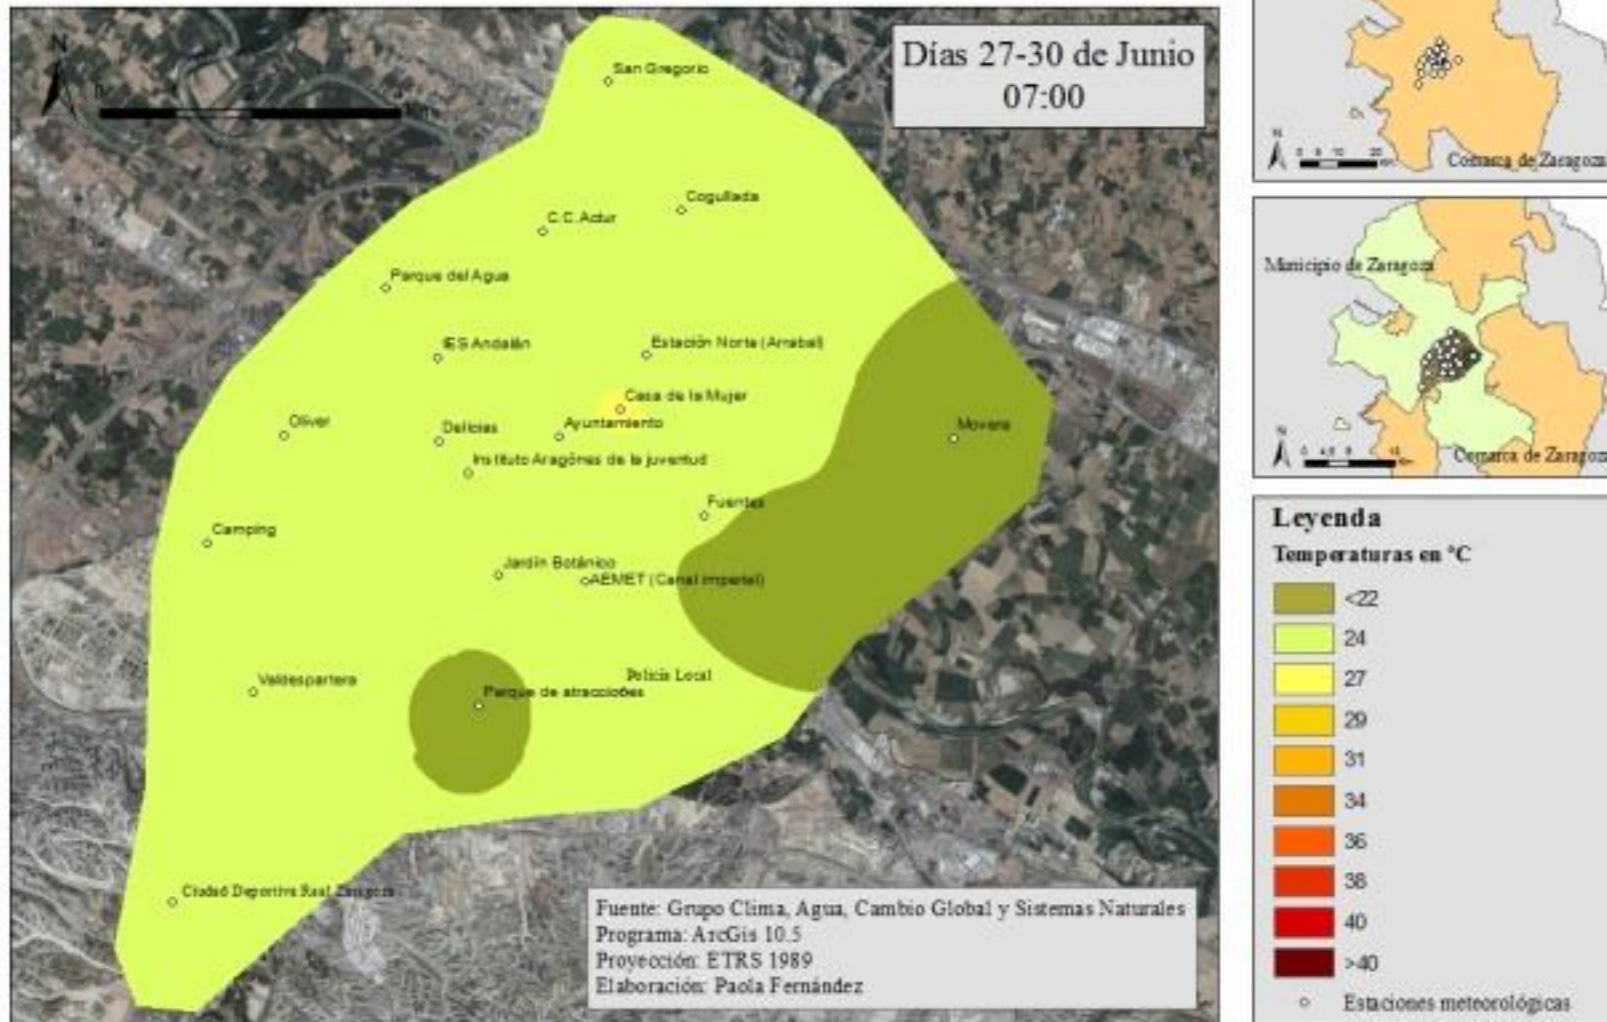 N
Días 27-30 de Junio
07:00
San Gregorio
Cogullada
C.C. Actur
Parque del Agua
IES Andalán
Estación Norte (Arrabal)
Casa de la Mujer
Oliver
Delicias
Ayuntamiento
Movera
Instituto Aragónes de la juventud
Fuentes
Camping
Jardín Botánico
AEMET (Canal imperial)
Valdespartera
Policía Local
Parque de atracciones
Ciudad Deportiva Real Zaragoza
Fuente: Grupo Clima, Agua, Cambio Global y Sistemas Naturales
Programa: ArcGis 10.5
Proyección: ETRS 1989
Elaboración: Paola Fernández
N
Comarca de Zaragoza
Municipio de Zaragoza
N
Comarca de Zaragoza
Leyenda
Temperaturas en °C
<22
24
27
29
31
34
36
38
40
>40
Estaciones meteorológicas